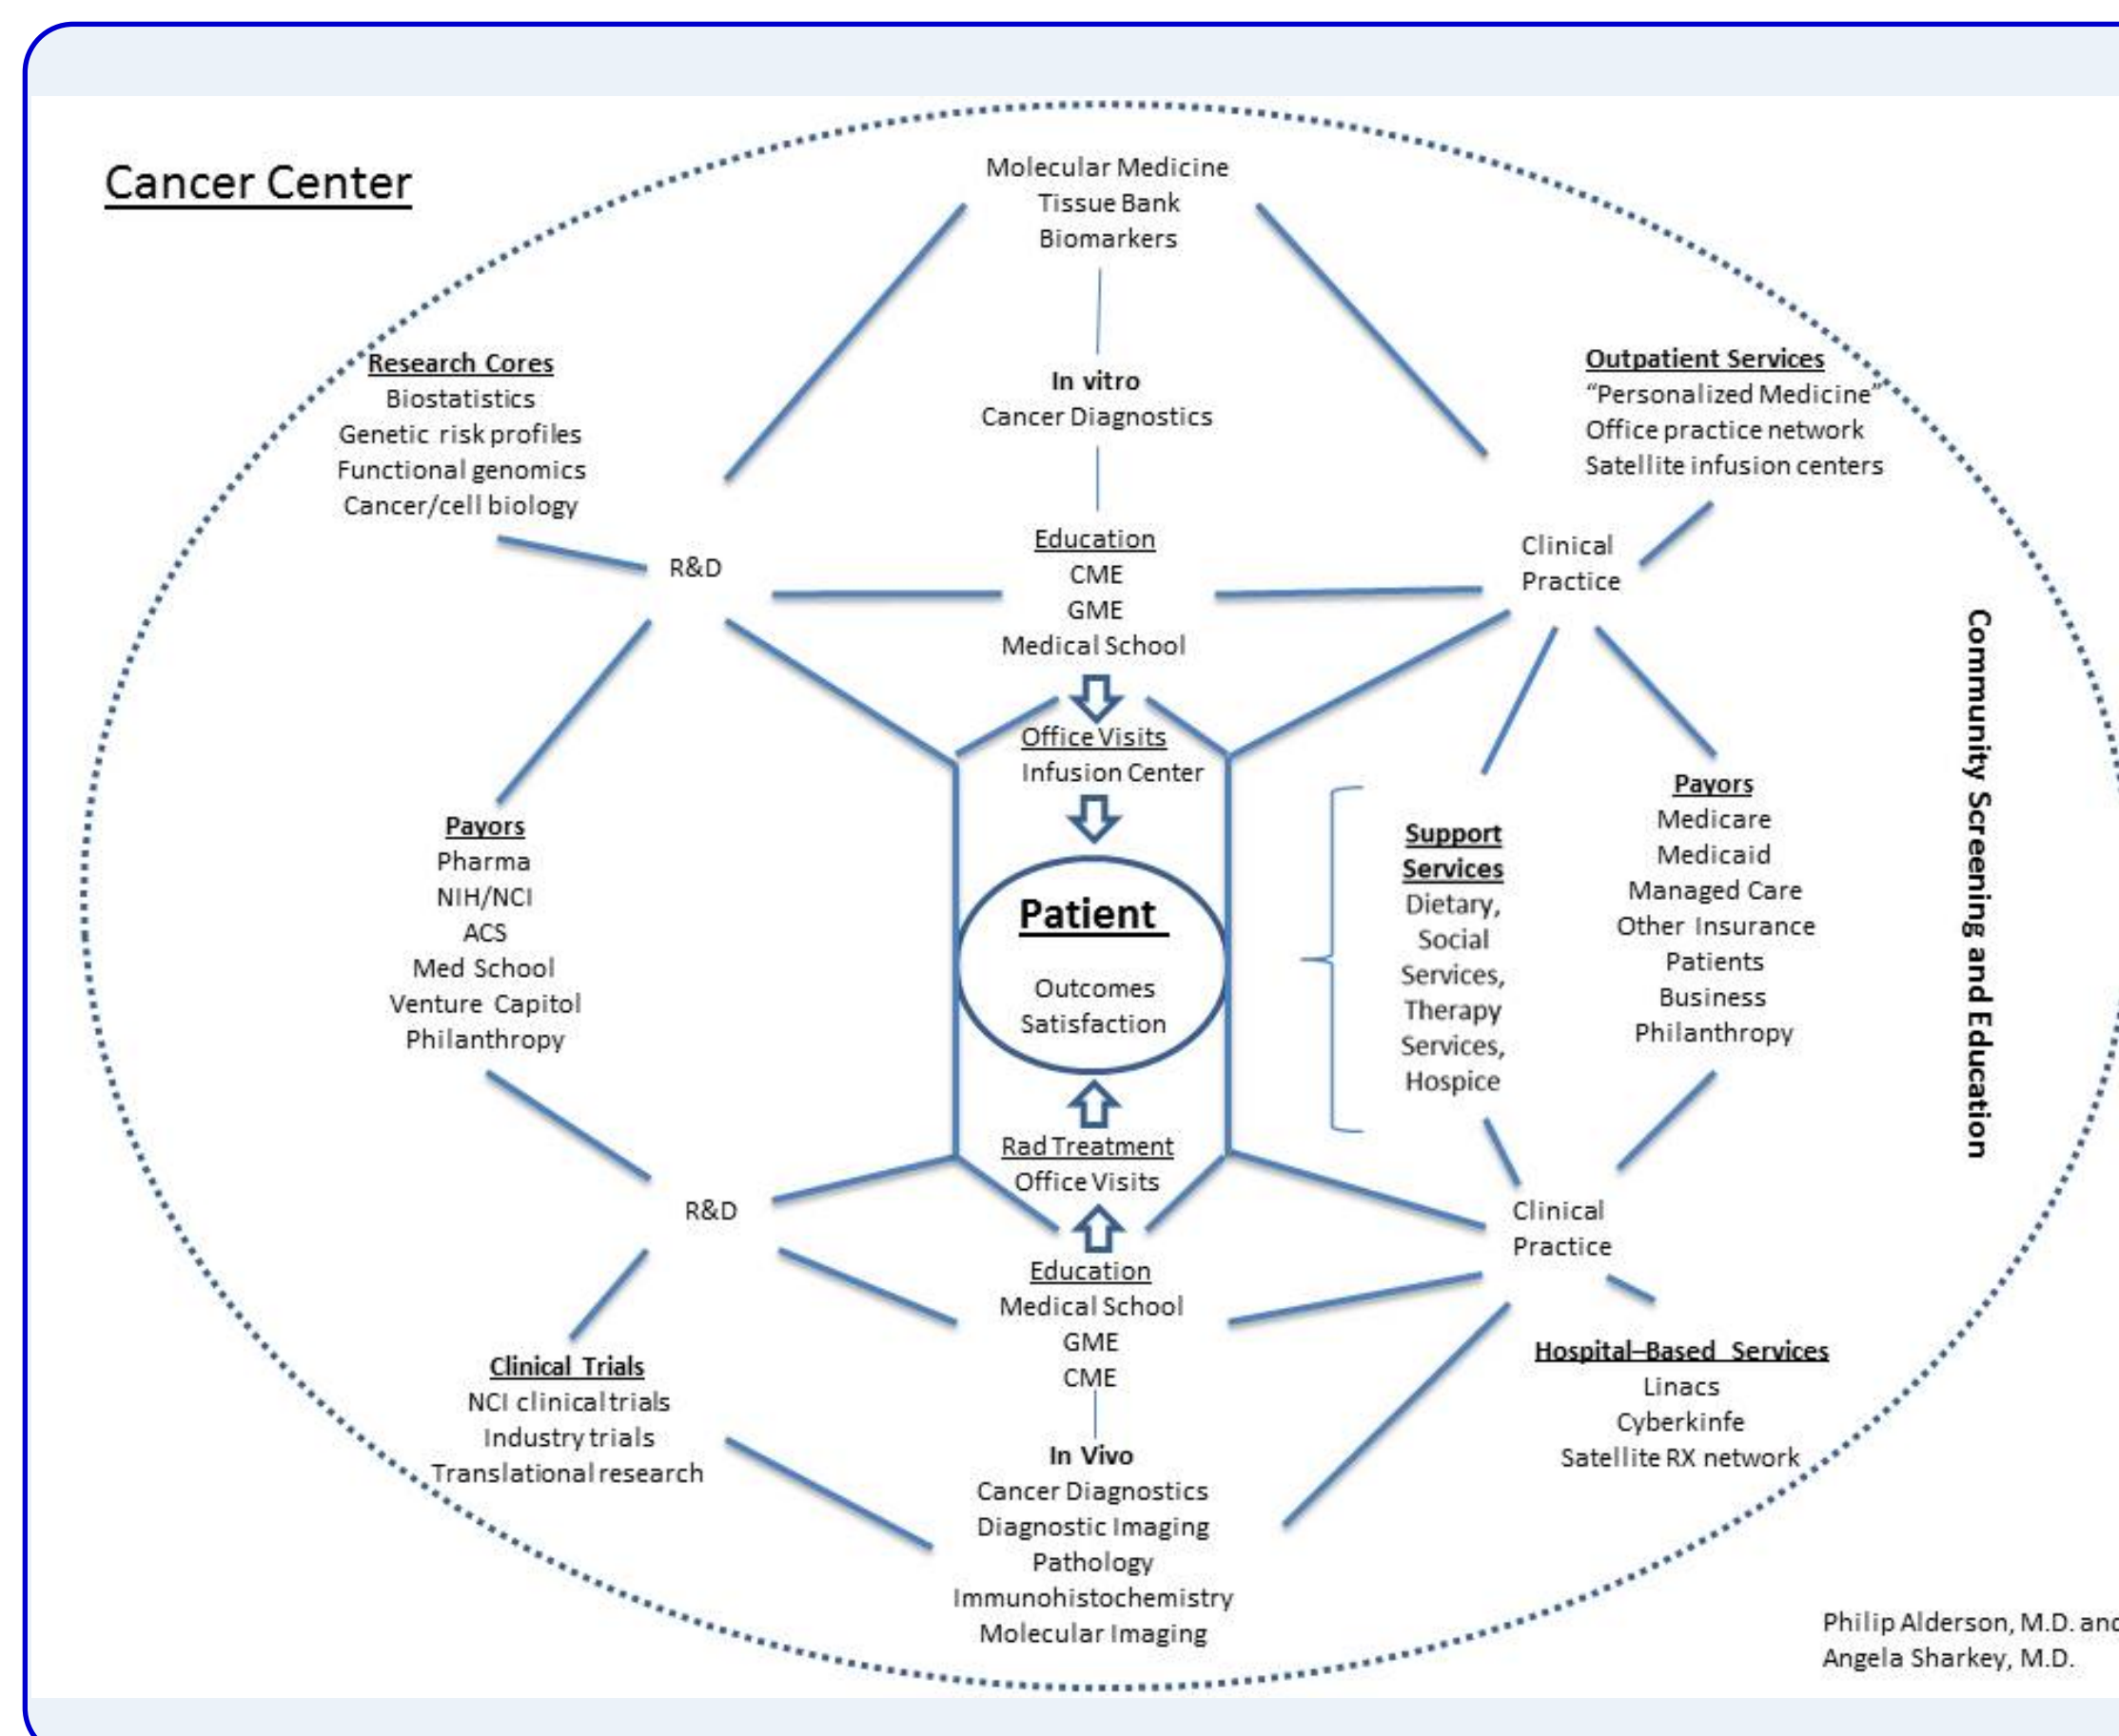 Cancer Center
Molecular Medicine
Tissue Bank
Biomarkers
In vitro
Cancer Diagnostics
Research Cores
Biostatistics
Genetic risk profiles
Functional genomics
Cancer/cell biology
Outpatient Services
“Personalized Medicine”
Office practice network
Satellite infusion centers
R&D
Education
CME
GME
Medical School
Clinical
Practice
Office Visits
Infusion Center
Payors
Pharma
NIH/NCI
ACS
Med School
Venture Capitol
Philanthropy
Patient
Outcomes
Satisfaction
Support
Services
Dietary,
Social
Services,
Therapy
Services,
Hospice
Payors
Medicare
Medicaid
Managed Care
Other Insurance
Patients
Business
Philanthropy
Community Screening and Education
Rad Treatment
Office Visits
R&D
Education
Medical School
GME
CME
Clinical
Practice
Clinical Trials
NCI clinical trials
Industry trials
Translational research
In Vivo
Cancer Diagnostics
Diagnostic Imaging
Pathology
Immunohistochemistry
Molecular Imaging
Hospital–Based Services
Linacs
Cyberkinfe
Satellite RX network
Philip Alderson, M.D. and
Angela Sharkey, M.D.